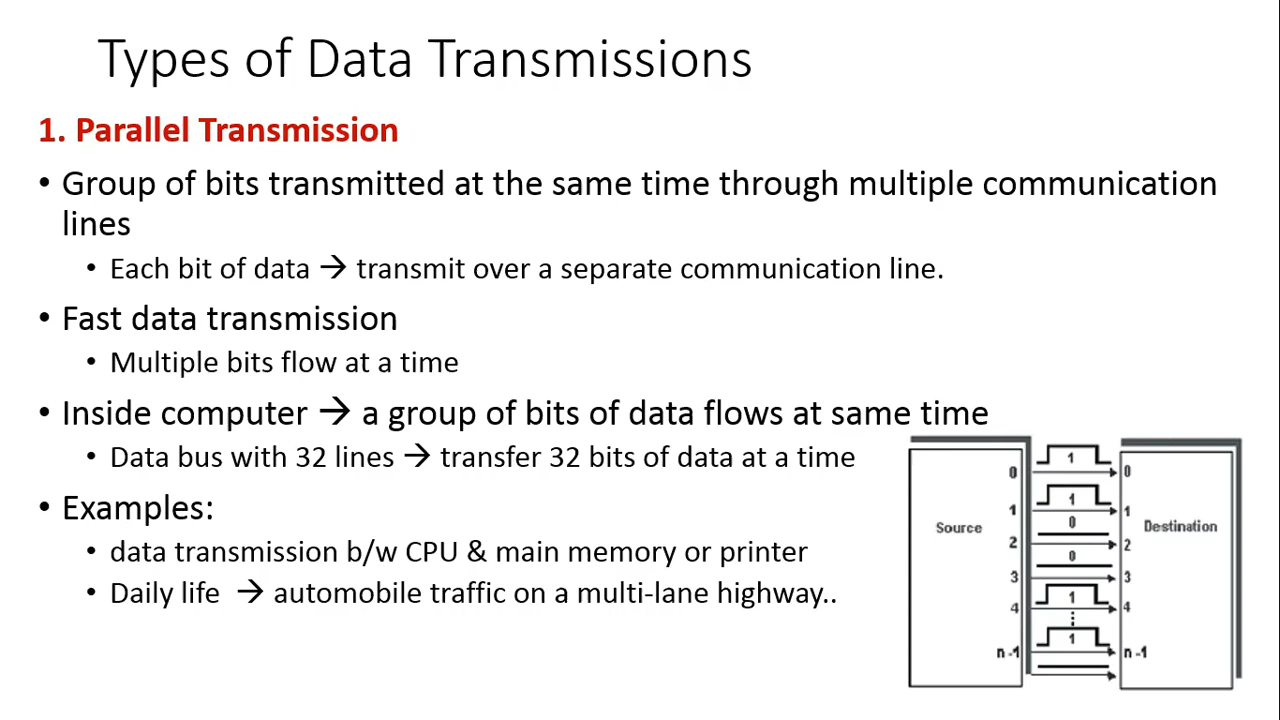 Types of Data Transmissions
1. Parallel Transmission
• Group of bits transmitted at the same time through multiple communication
lines
• Each bit of data → transmit over a separate communication line.
• Fast data transmission
• Multiple bits flow at a time
• Inside computer → a group of bits of data flows at same time
• Data bus with 32 lines → transfer 32 bits of data at a time
• Examples:
• data transmission b/w CPU & main memory or printer
• Daily life → automobile traffic on a multi-lane highway..
Source
Destination
0 1 0
1 1 1
2 0 2
3 0 3
4 1 4
n-1 1 n-1